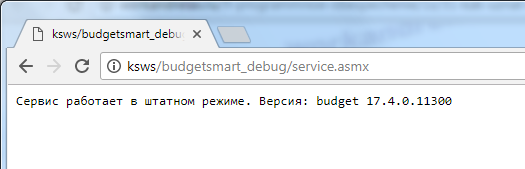 ksws/budgetsmart_debu
ksws/budgetsmart_debug/service.asmx
Сервис работает в штатном режиме. Версия: budget 17.4.0.11300